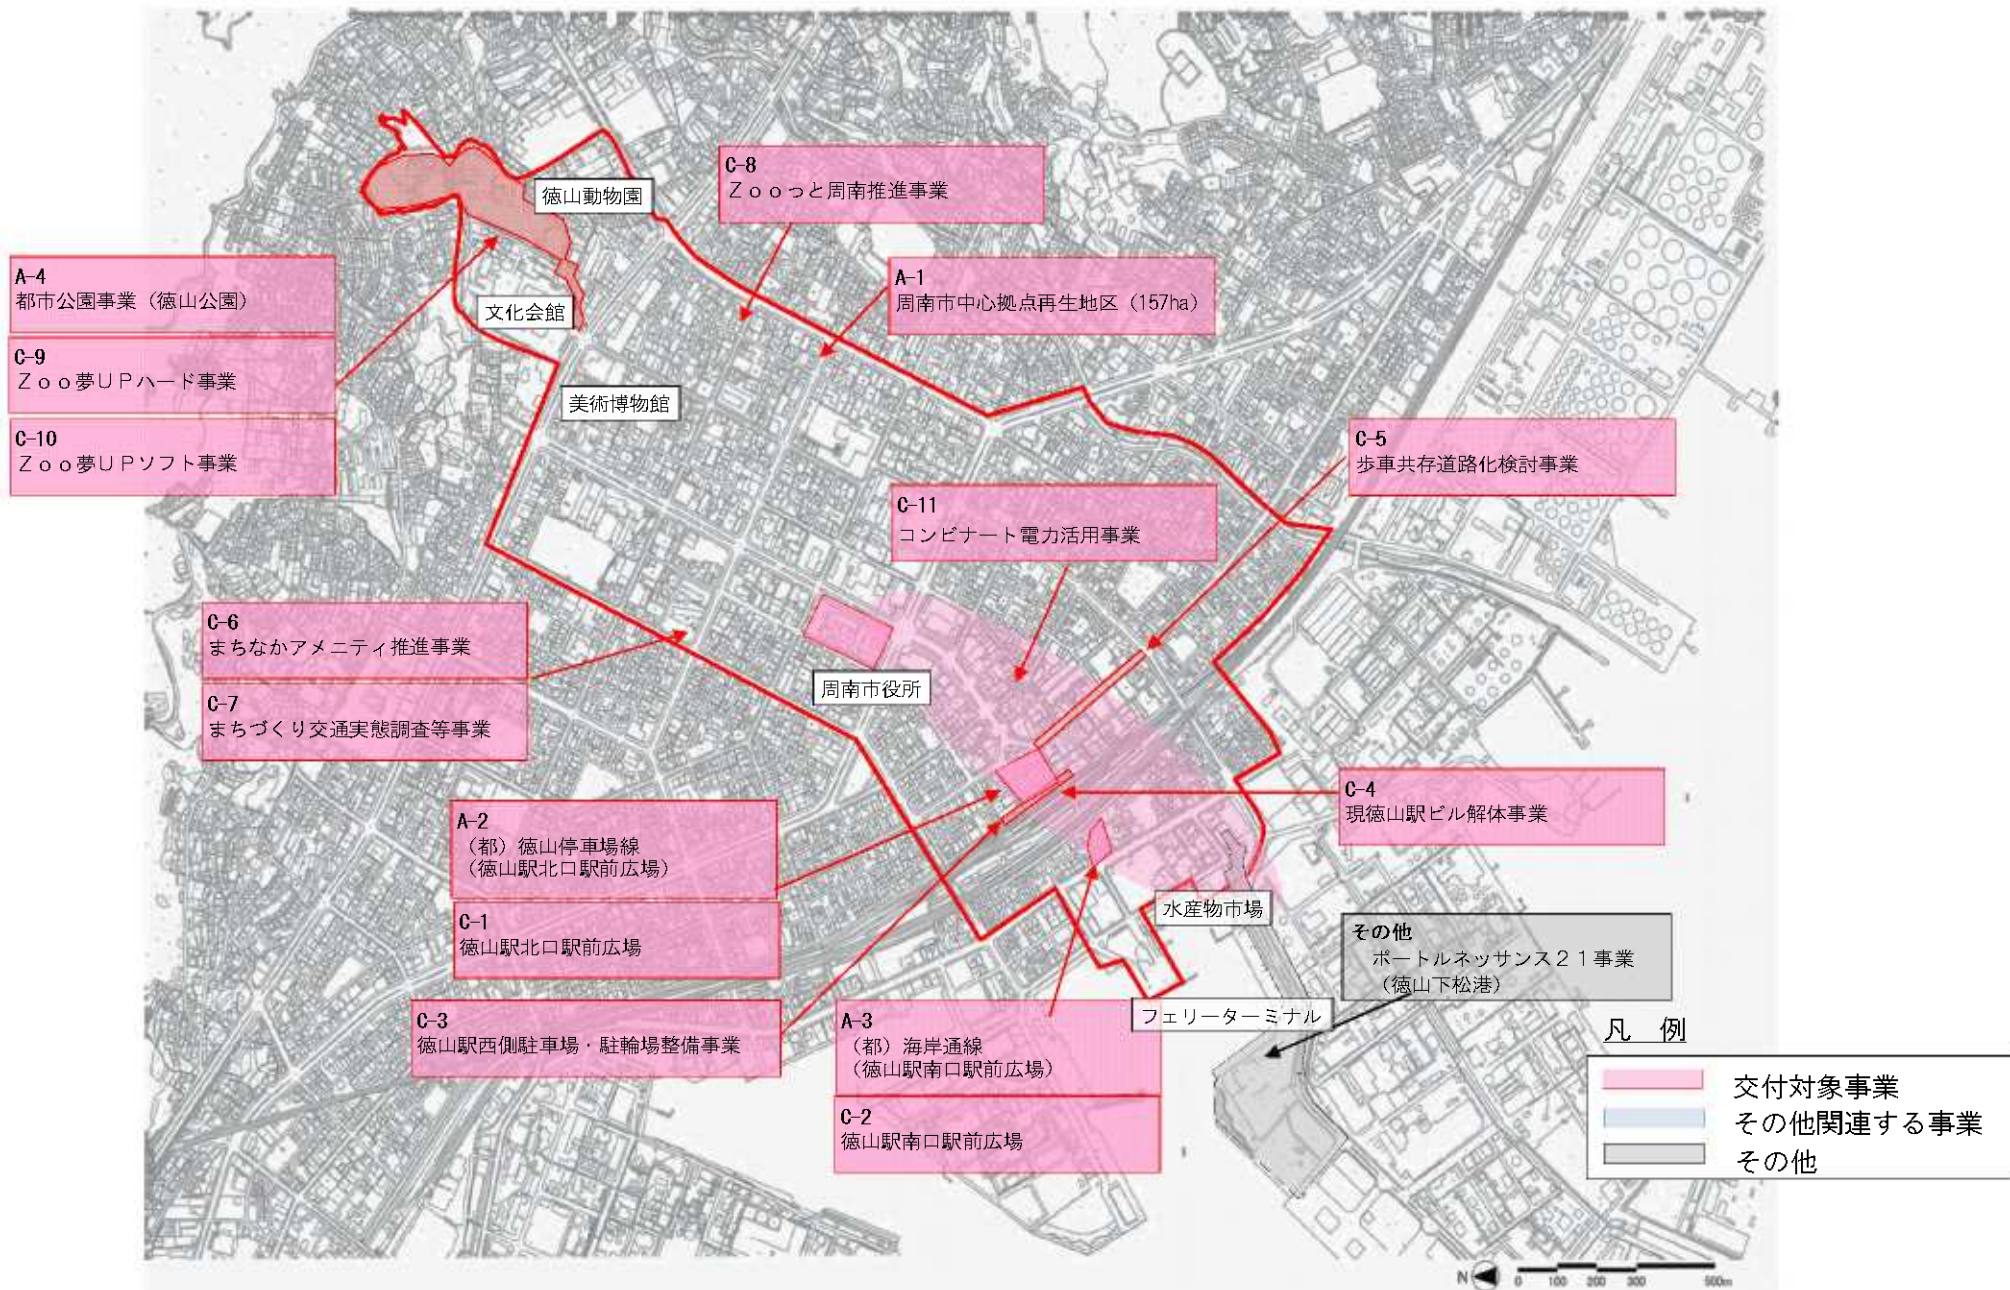 C-8
Ｚｏｏっと周南推進事業
徳山動物園
A-4
都市公園事業（徳山公園）
A-1
周南市中心拠点再生地区（157ha）
文化会館
C-9
Ｚｏｏ夢ＵＰハード事業
美術博物館
C-10
Ｚｏｏ夢ＵＰソフト事業
C-5
歩車共存道路化検討事業
C-11
コンビナート電力活用事業
C-6
まちなかアメニティ推進事業
周南市役所
C-7
まちづくり交通実態調査等事業
C-4
現徳山駅ビル解体事業
A-2
（都）徳山停車場線
（徳山駅北口駅前広場）
C-1
徳山駅北口駅前広場
水産物市場
その他
ポートルネッサンス２１事業
（徳山下松港）
C-3
徳山駅西側駐車場・駐輪場整備事業
A-3
（都）海岸通線
（徳山駅南口駅前広場）
フェリーターミナル
C-2
徳山駅南口駅前広場
凡　例
交付対象事業
その他関連する事業
その他
N
0 100 200 300 500m